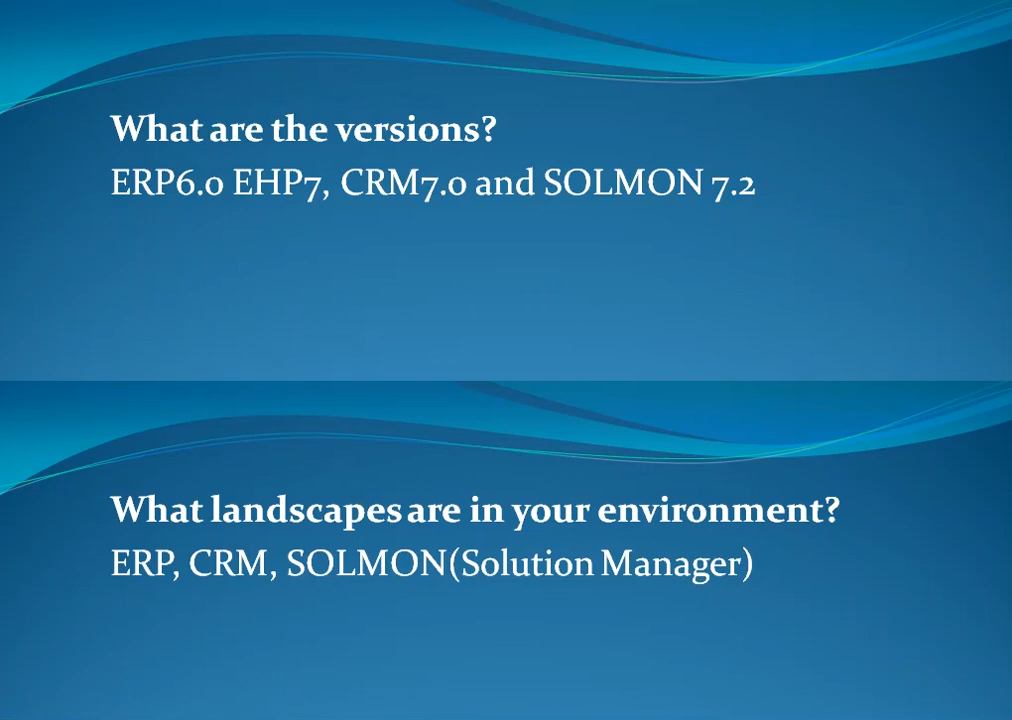 What are the versions?
ERP6.0 EHP7, CRM7.0 and SOLMON 7.2
What landscapes are in your environment?
ERP, CRM, SOLMON(Solution Manager)